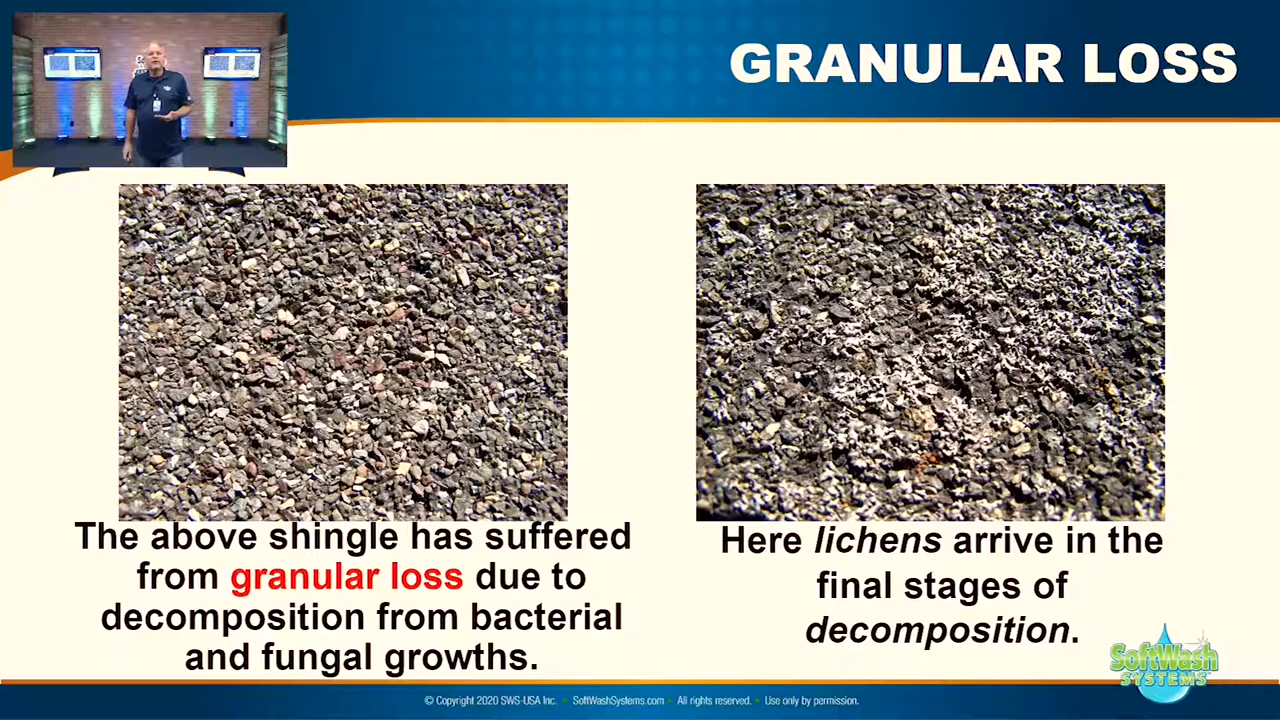 GRANULAR LOSS
The above shingle has suffered
from granular loss due to
decomposition from bacterial
and fungal growths.
Here lichens arrive in the
final stages of
decomposition.
SoftWash
SYSTEMS
© Copyright 2020 SWS-USA Inc. • SoftWashSystems.com • All rights reserved. • Use only by permission.